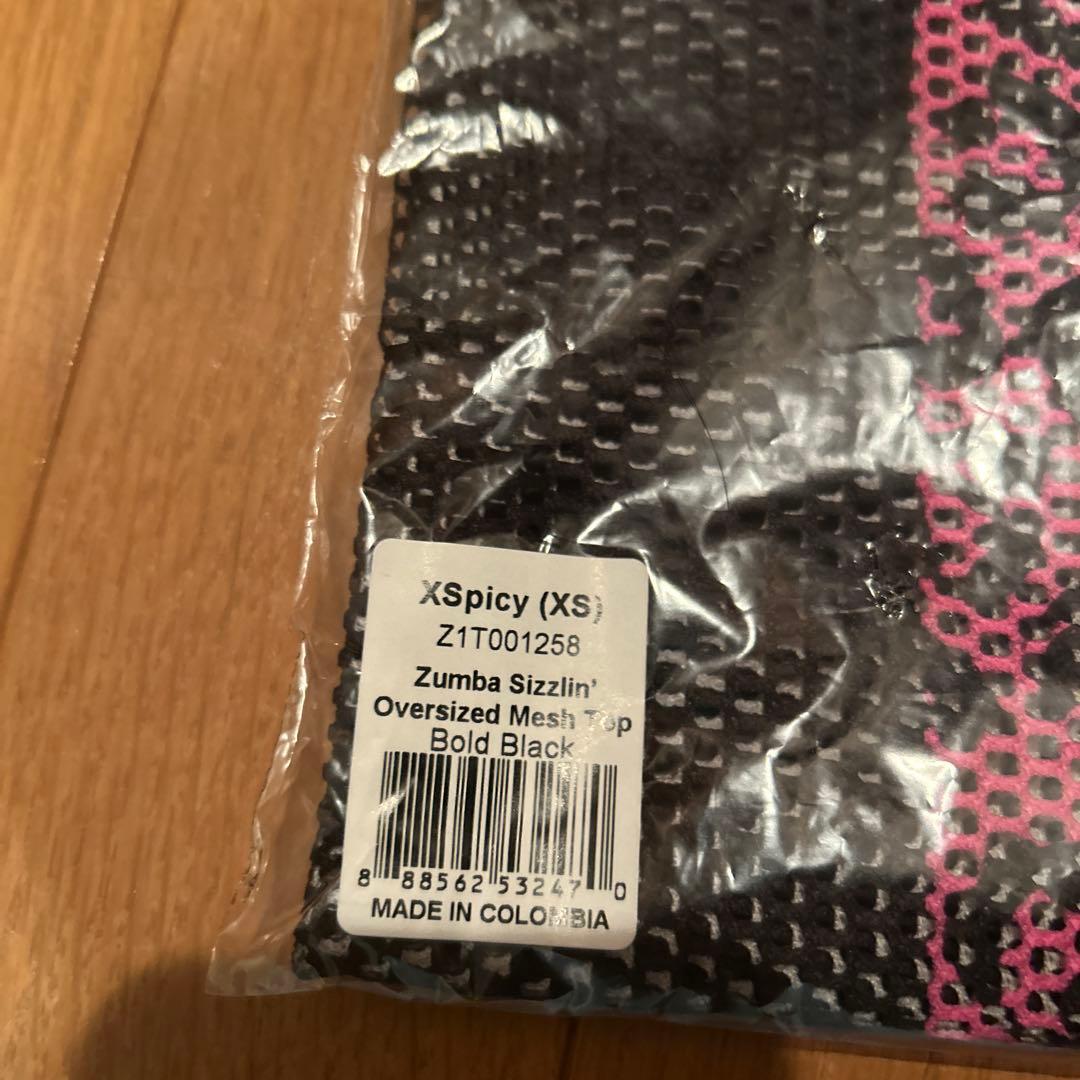 XSpicy (XS)
Z1T001258
Zumba Sizzlin'
Oversized Mesh Top
Bold Black
8 88562 53247 0
MADE IN COLOMBIA